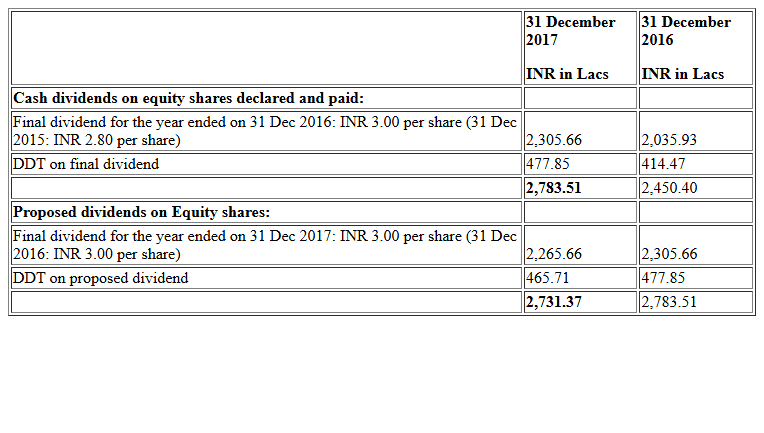 31 December 2017 31 December 2016
INR in Lacs INR in Lacs
Cash dividends on equity shares declared and paid:
Final dividend for the year ended on 31 Dec 2016: INR 3.00 per share (31 Dec
2015: INR 2.80 per share) 2,305.66 2,035.93
DDT on final dividend 477.85 414.47
2,783.51 2,450.40
Proposed dividends on Equity shares:
Final dividend for the year ended on 31 Dec 2017: INR 3.00 per share (31 Dec
2016: INR 3.00 per share) 2,265.66 2,305.66
DDT on proposed dividend 465.71 477.85
2,731.37 2,783.51